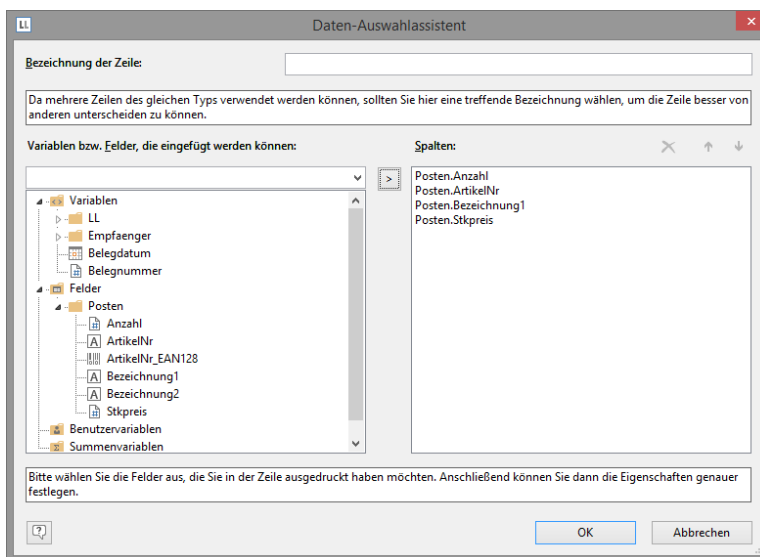 LL
Daten-Auswahlassistent
Bezeichnung der Zeile:
Da mehrere Zeilen des gleichen Typs verwendet werden können, sollten Sie hier eine treffende Bezeichnung wählen, um die Zeile besser von
anderen unterscheiden zu können.
Variablen bzw. Felder, die eingefügt werden können:
Spalten:
>
Variablen
LL
Empfaenger
Belegdatum
Belegnummer
Felder
Posten
Anzahl
ArtikelNr
ArtikelNr_EAN128
Bezeichnung1
Bezeichnung2
Stkpreis
Benutzervariablen
Summenvariablen
Posten.Anzahl
Posten.ArtikelNr
Posten.Bezeichnung1
Posten.Stkpreis
Bitte wählen Sie die Felder aus, die Sie in der Zeile ausgedruckt haben möchten. Anschließend können Sie dann die Eigenschaften genauer
festlegen.
OK
Abbrechen